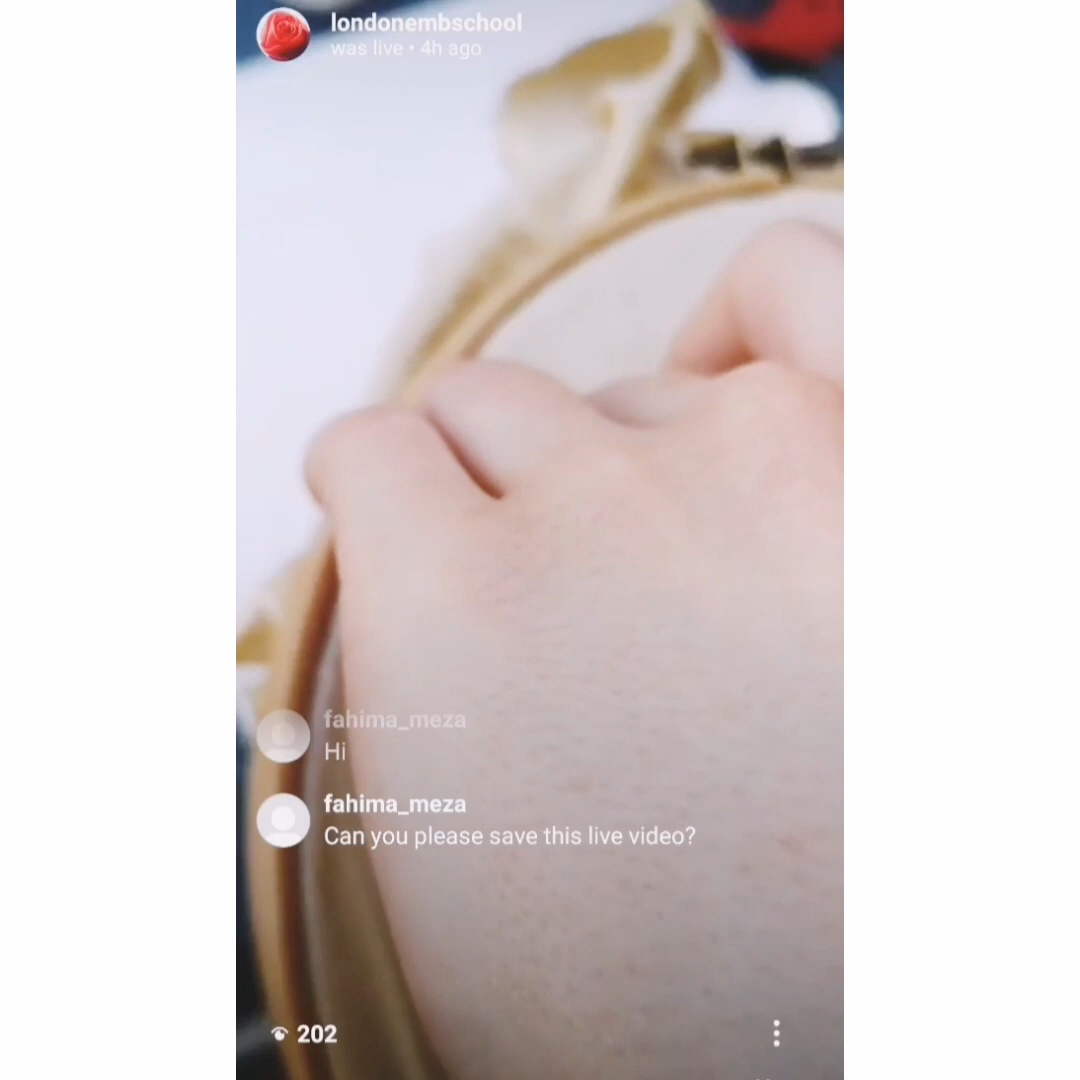 londonembschool
was live • 4h ago
fahima_meza
Hi
fahima_meza
Can you please save this live video?
202